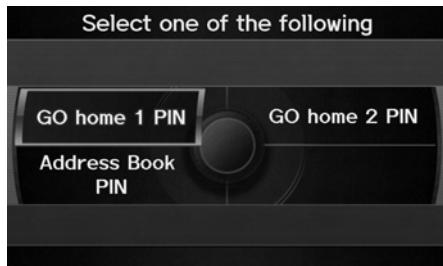 Select one of the following
GO home 1 PIN
GO home 2 PIN
Address Book
PIN